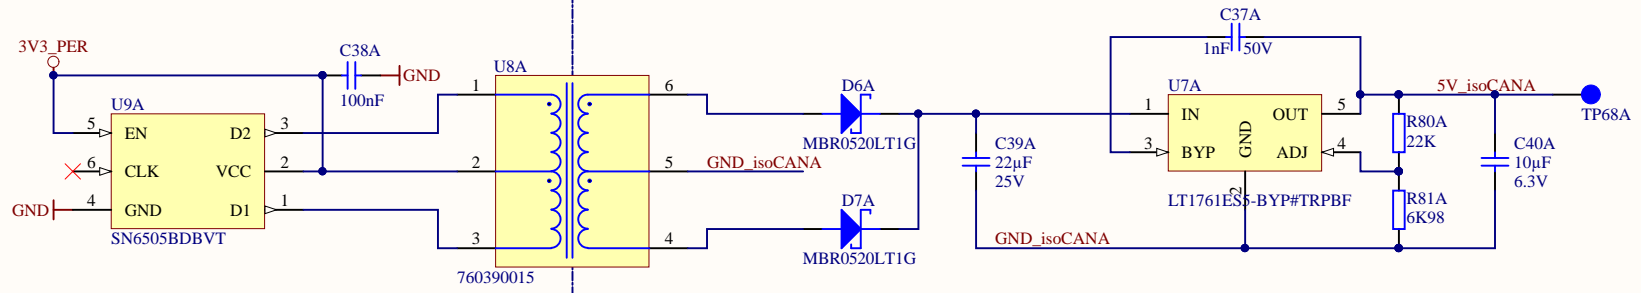 3V3_PER
C38A
GND
100nF
U9A
5 EN D2 3
6 CLK VCC 2
4 GND D1 1
GND
SN6505BDBVT
U8A
1 6
2 5
3 4
760390015
GND_isoCANA
D6A
MBR0520LT1G
D7A
MBR0520LT1G
C39A
22µF
25V
GND_isoCANA
C37A
1nF 50V
U7A
1 IN OUT 5
3 BYP GND ADJ 4
2
LT1761ES5-BYP#TRPBF
5V_isoCANA
R80A
22K
R81A
6K98
C40A
10µF
6.3V
TP68A